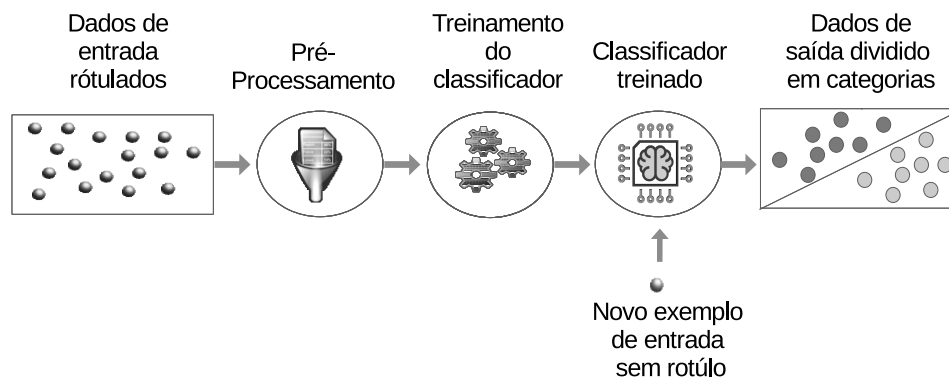 Dados de
entrada
rótulados
Pré-
Processamento
Treinamento
do
classificador
Classificador
treinado
Dados de
saída dividido
em categorias
Novo exemplo
de entrada
sem rotúlo